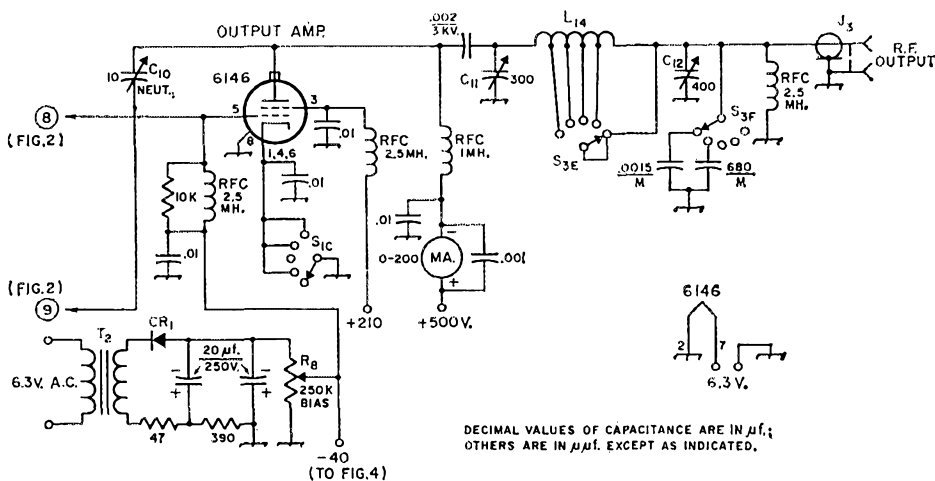 OUTPUT AMP.
6146
.002
3 KV.
L14
J3
R.F.
OUTPUT
10
C10
NEUT.
5
3
8
1,4,6
.01
.01
8
(FIG.2)
10K
RFC
2.5
MH.
.01
S1C
RFC
2.5MH.
+210
C11
300
RFC
1MH.
.01
0-200
MA.
-
+
.001
+500V.
S3E
C12
400
S3F
RFC
2.5
MH.
.0015
M
680
M
(FIG.2)
9
T2
CR1
6.3V. A.C.
-
+
20 µf.
250V.
-
+
R8
250K
BIAS
47
390
-40
(TO FIG.4)
6146
2
7
6.3 V.
DECIMAL VALUES OF CAPACITANCE ARE IN µf.;
OTHERS ARE IN µµf. EXCEPT AS INDICATED.